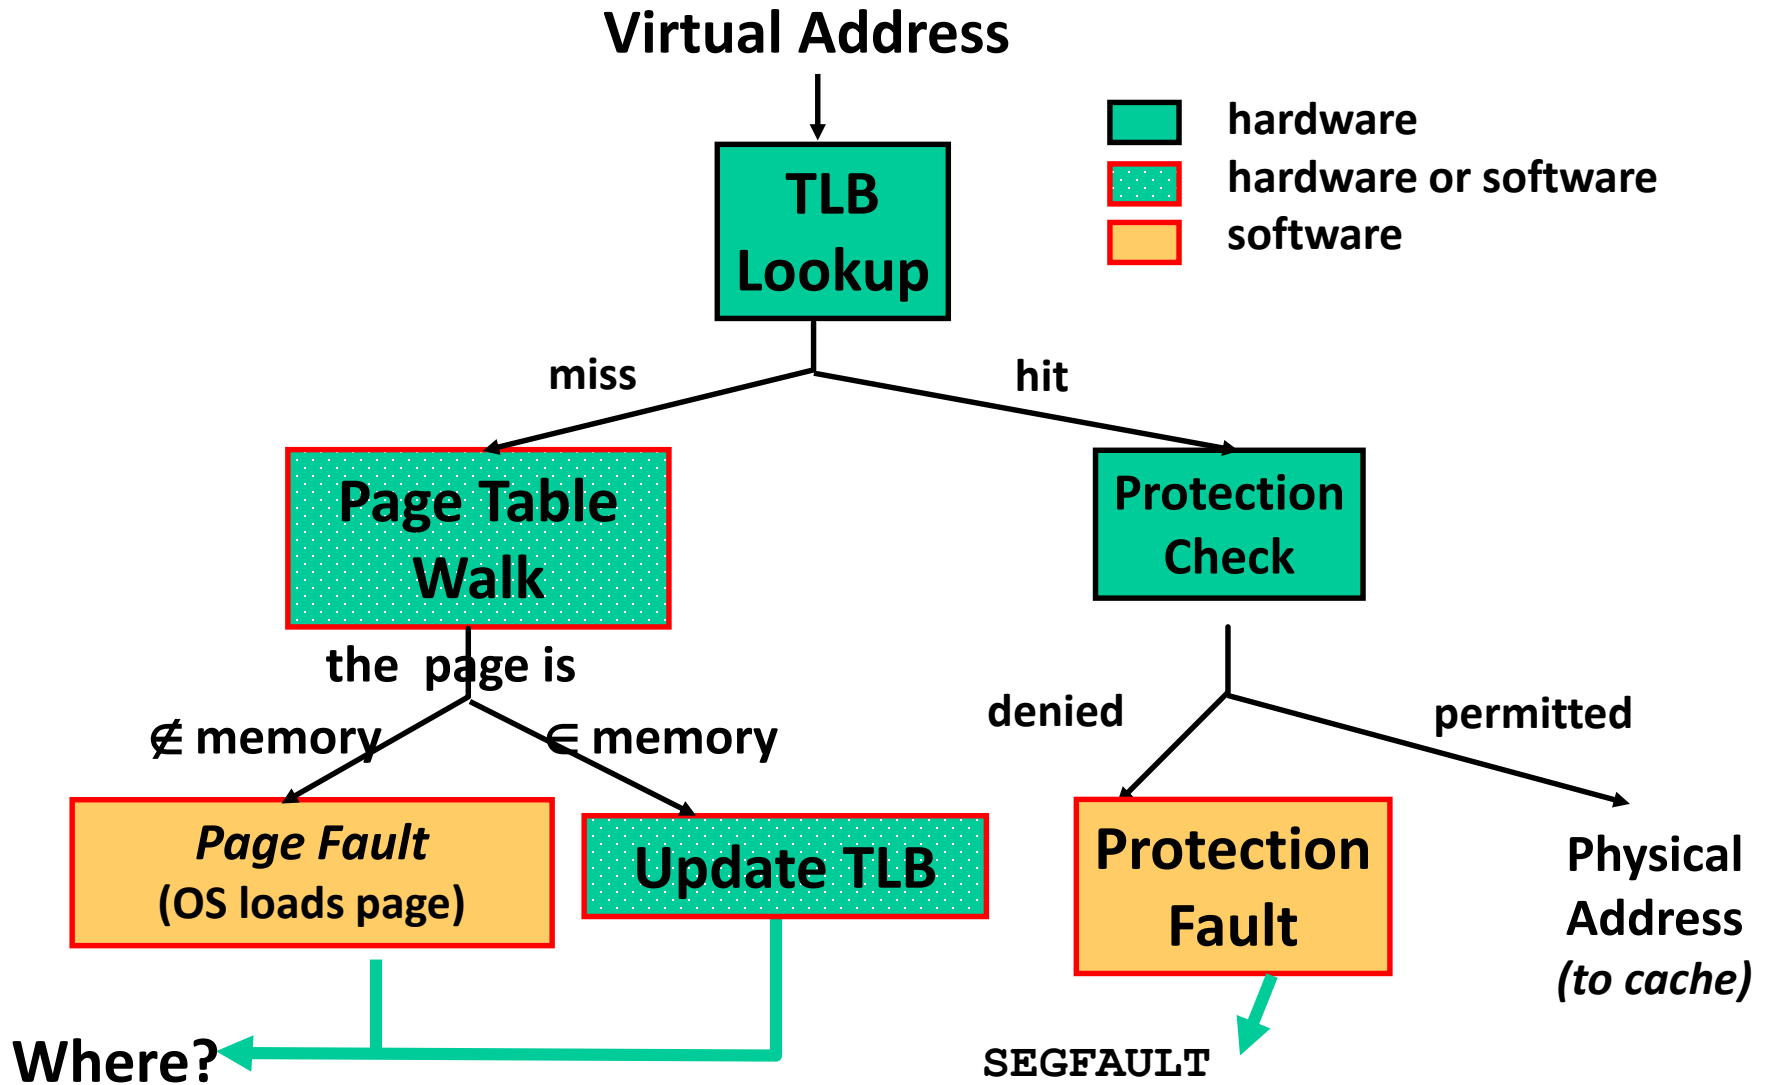 Virtual Address
hardware
hardware or software
software
TLB
Lookup
miss
hit
Page Table
Walk
Protection
Check
the page is
∉ memory
∈ memory
denied
permitted
Page Fault
(OS loads page)
Update TLB
Protection
Fault
Physical
Address
(to cache)
Where?
SEGFAULT